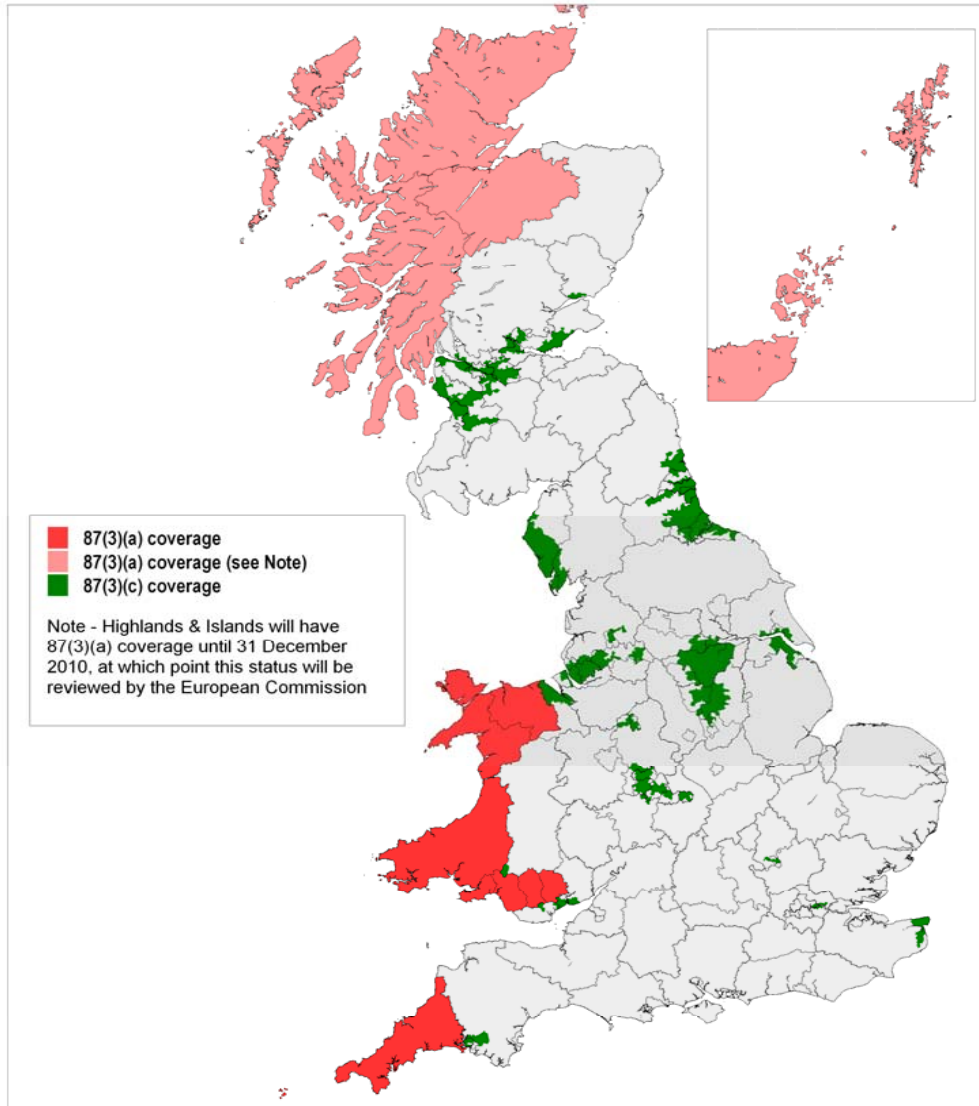 87(3)(a) coverage
87(3)(a) coverage (see Note)
87(3)(c) coverage
Note - Highlands & Islands will have
87(3)(a) coverage until 31 December
2010, at which point this status will be
reviewed by the European Commission